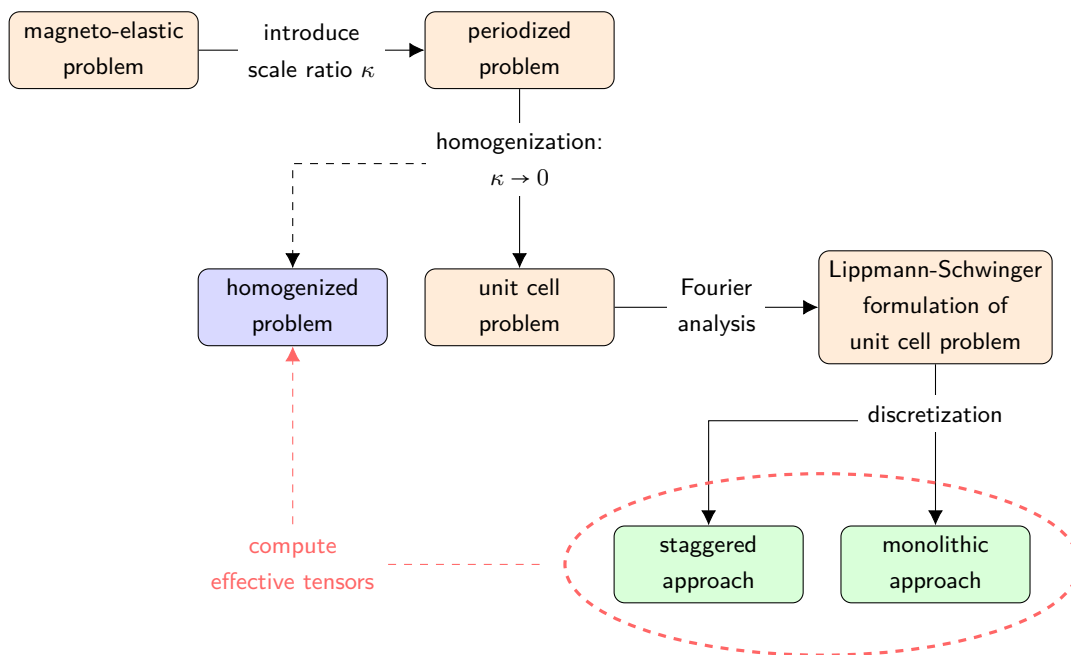 magneto-elastic
problem
introduce
scale ratio κ
periodized
problem
homogenization:
κ → 0
homogenized
problem
unit cell
problem
Fourier
analysis
Lippmann-Schwinger
formulation of
unit cell problem
discretization
staggered
approach
monolithic
approach
compute
effective tensors